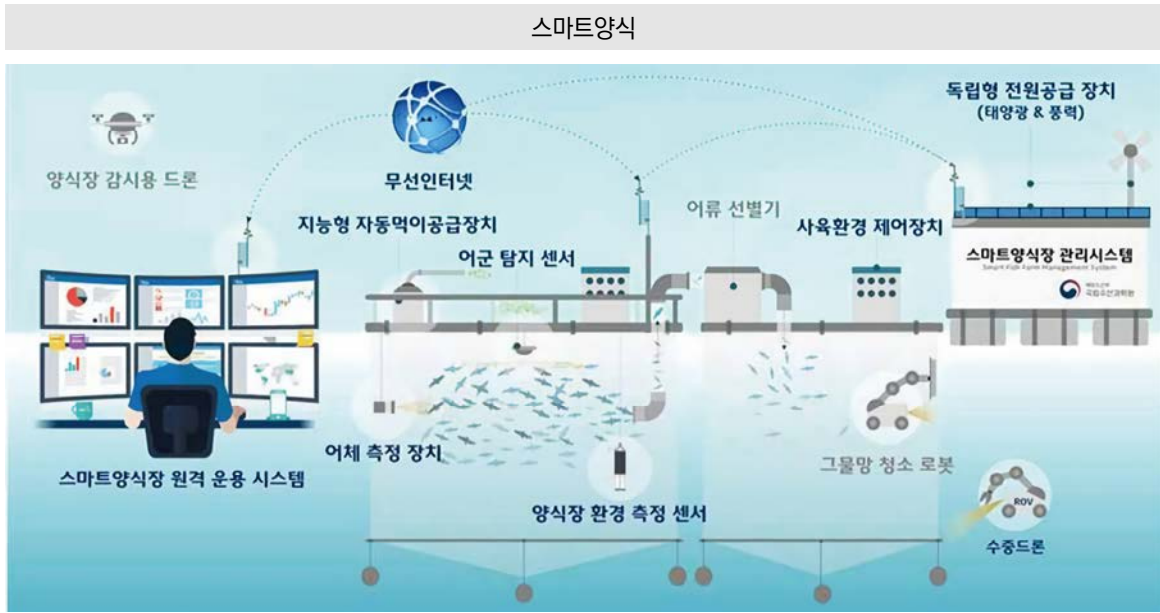 스마트양식
독립형 전원공급 장치
(태양광 & 풍력)
양식장 감시용 드론
무선인터넷
지능형 자동먹이공급장치
어류 선별기
사육환경 제어장치
어군 탐지 센서
스마트양식장 관리시스템
Smart Fish Farm Management System
해양수산부
국립수산과학원
어체 측정 장치
스마트양식장 원격 운용 시스템
그물망 청소 로봇
양식장 환경 측정 센서
ROV
수중드론